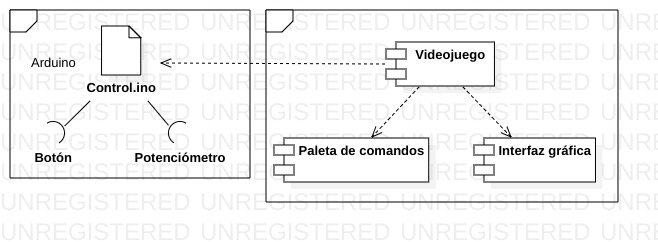 Arduino
Control.ino
Botón
Potenciómetro
Videojuego
Paleta de comandos
Interfaz gráfica
UNREGISTERED